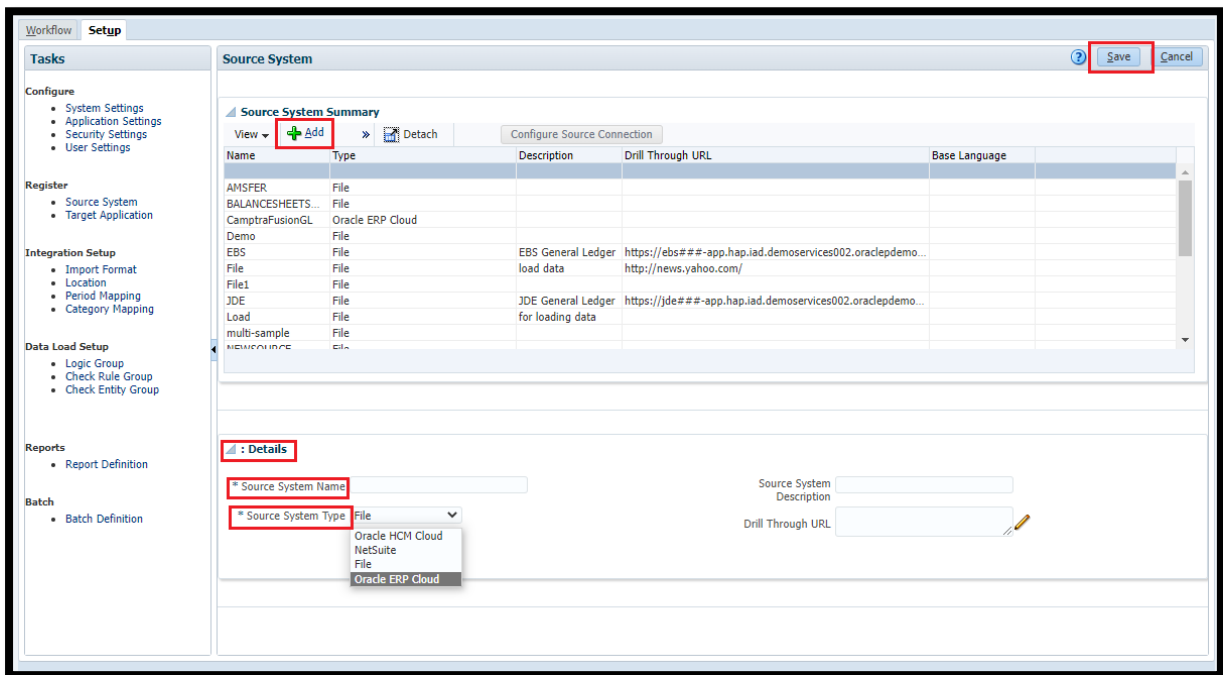 Workflow Setup
Tasks
Configure
System Settings
Application Settings
Security Settings
User Settings
Register
Source System
Target Application
Integration Setup
Import Format
Location
Period Mapping
Category Mapping
Data Load Setup
Logic Group
Check Rule Group
Check Entity Group
Reports
Report Definition
Batch
Batch Definition
Source System ? Save Cancel
Source System Summary
View Add » Detach Configure Source Connection
Name Type Description Drill Through URL Base Language
AMSFER File
BALANCESHEETS... File
CamptraFusionGL Oracle ERP Cloud
Demo File
EBS File EBS General Ledger https://ebs###-app.hap.iad.demoservices002.oraclepdemo...
File File load data http://news.yahoo.com/
File1 File
JDE File JDE General Ledger https://jde###-app.hap.iad.demoservices002.oraclepdemo...
Load File for loading data
multi-sample File
NEWSOURCE File
: Details
* Source System Name
Source System
Description
* Source System Type File
Drill Through URL
Oracle HCM Cloud
NetSuite
File
Oracle ERP Cloud